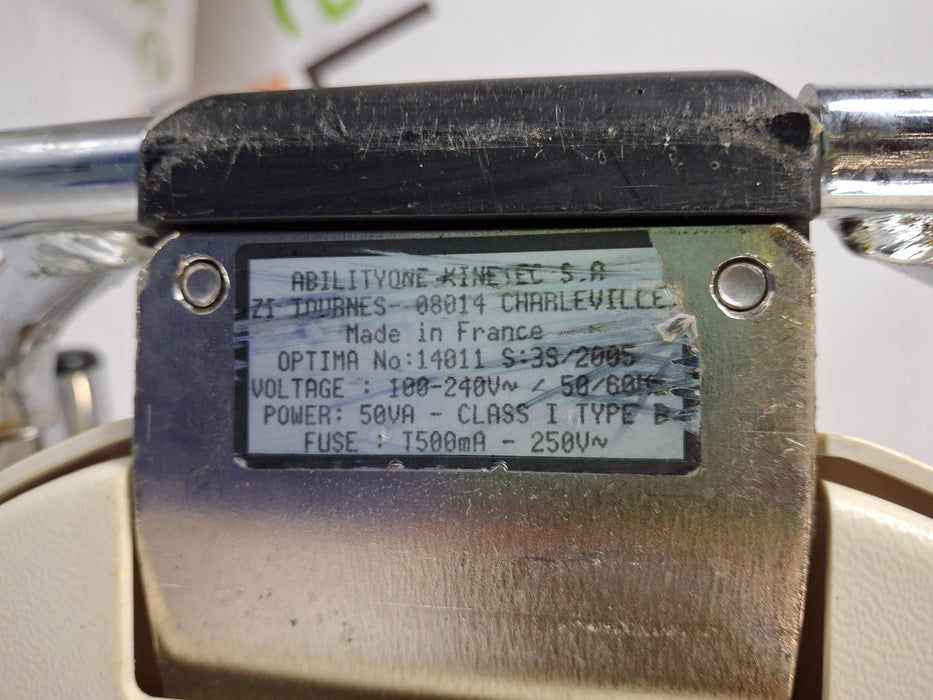 ABILITYONE KINETEC S.A
ZI TOURNES- 08014 CHARLEVILLE
Made in France
OPTIMA No:14011 S:39/2005
VOLTAGE : 100-240V~ / 50/60Hz
POWER: 50VA - CLASS I TYPE B
FUSE : T500mA - 250V~